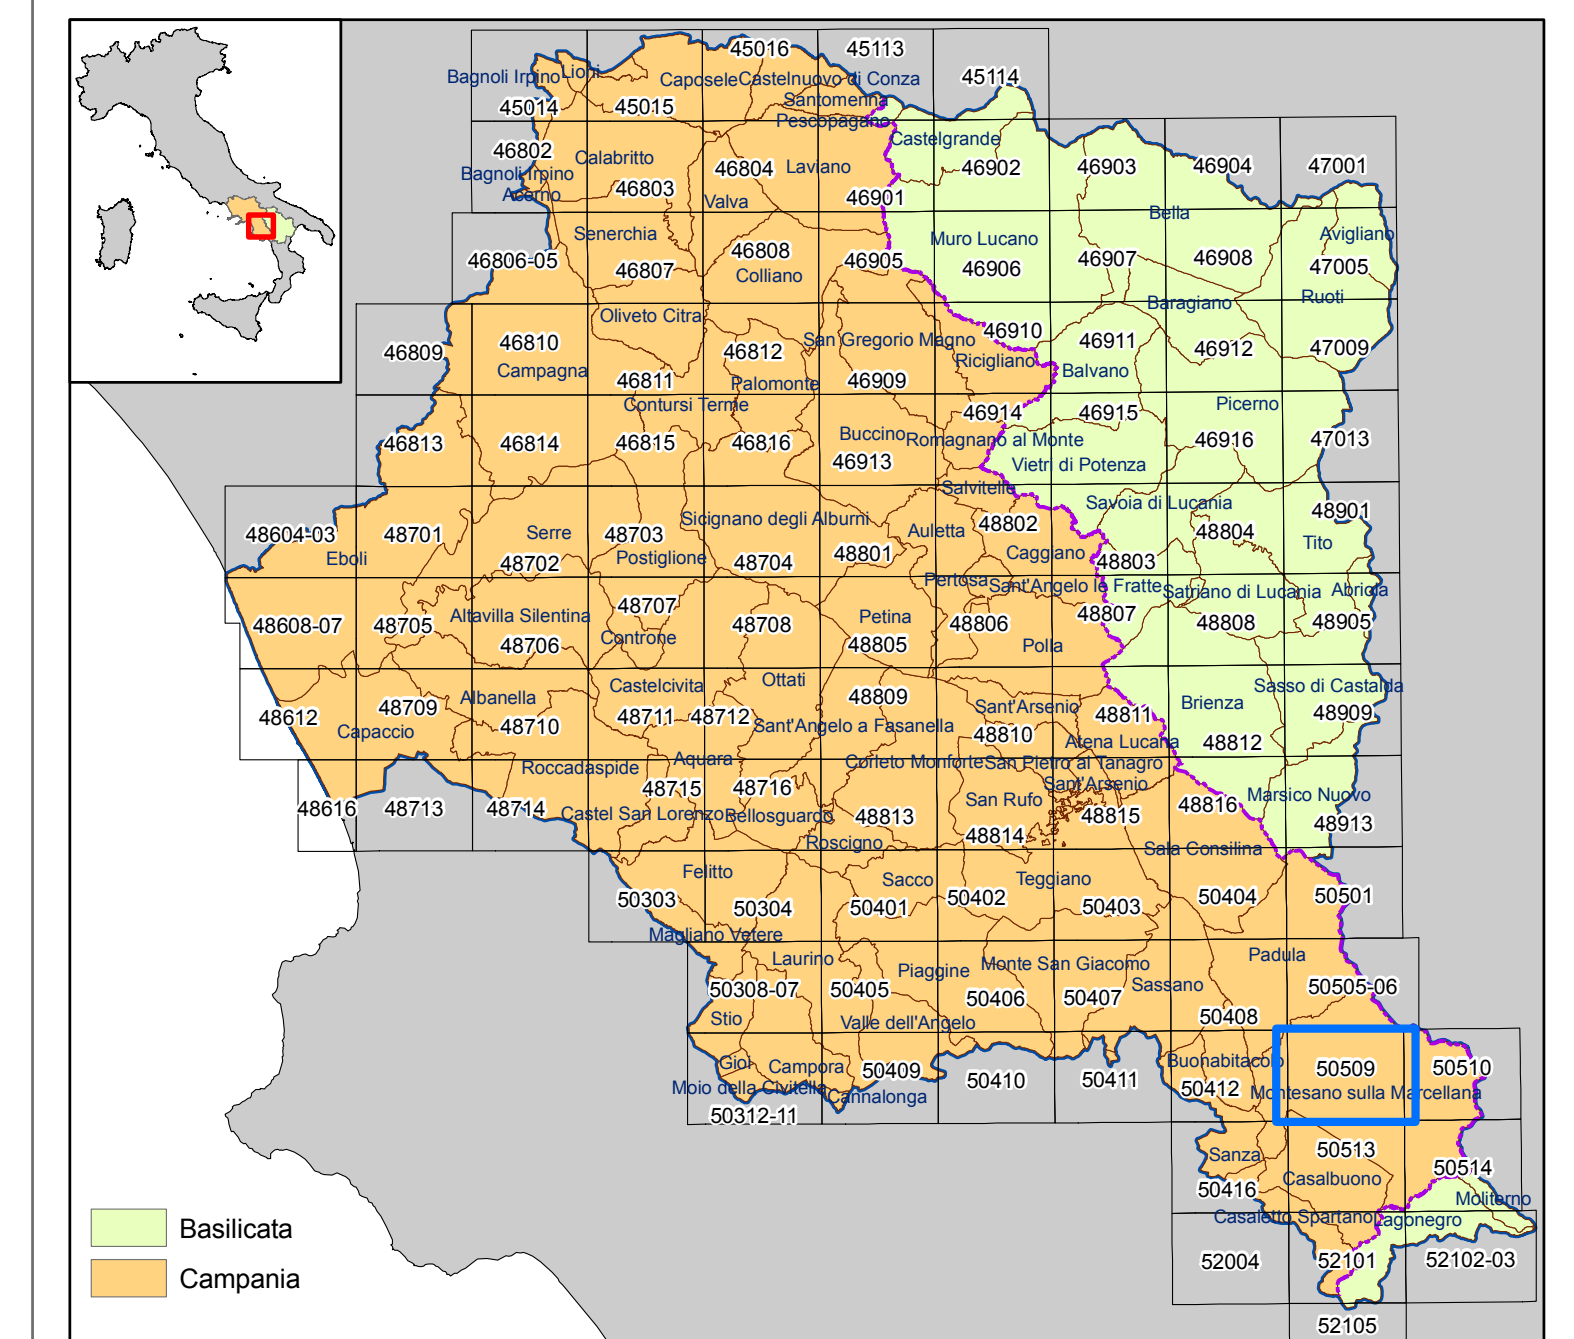 45016
45113
Bagnoli Irpino
Lioni
Caposele
Castelnuovo di Conza
45114
45014
45015
Santomenna
Pescopagano
Castelgrande
46802
Calabritto
46804
Laviano
46902
46903
46904
47001
Bagnoli Irpino
46803
Acerno
Valva
46901
Bella
Senerchia
Muro Lucano
Avigliano
46806-05
46807
46808
Colliano
46905
46906
46907
46908
47005
Oliveto Citra
Baragiano
Ruoti
46809
46810
46812
San Gregorio Magno
46910
46911
46912
47009
Campagna
46811
Palomonte
46909
Ricigliano
Balvano
Contursi Terme
46914
46915
Picerno
46813
46814
46815
46816
Buccino
Romagnano al Monte
46916
47013
46913
Vietri di Potenza
Salvitelle
Savoia di Lucania
48604-03
48701
Serre
48703
Sicignano degli Alburni
Auletta
48802
48804
48901
Eboli
48702
Postiglione
48704
48801
Caggiano
48803
Tito
Pertosa
Sant'Angelo le Fratte
Satriano di Lucania
Abriola
48608-07
48705
Altavilla Silentina
48707
48708
Petina
48806
48807
48808
48905
48706
Controne
48805
Polla
Castelcivita
Ottati
Sasso di Castalda
48612
48709
Albanella
48711
48712
48809
Sant'Arsenio
48811
Brienza
48909
Capaccio
48710
Sant'Angelo a Fasanella
48810
Atena Lucana
48812
Roccadaspide
Aquara
Corleto Monforte
San Pietro al Tanagro
48715
48716
San Rufo
Sant'Arsenio
48816
Marsico Nuovo
48616
48713
48714
Castel San Lorenzo
Bellosguardo
48813
48814
48815
48913
Roscigno
Sala Consilina
Felitto
Sacco
Teggiano
50303
50304
50401
50402
50403
50404
50501
Magliano Vetere
Laurino
Piaggine
Monte San Giacomo
Padula
50308-07
50405
50406
50407
Sassano
50505-06
Stio
Valle dell'Angelo
50408
Gioi
Campora
50409
50410
50411
Buonabitacolo
50509
50510
Moio della Civitella
Cannalonga
50412
Montesano sulla Marcellana
50312-11
Sanza
50513
50416
Casalbuono
50514
Moliterno
Casaletto Spartano
Lagonegro
52004
52101
52102-03
52105
Basilicata
Campania